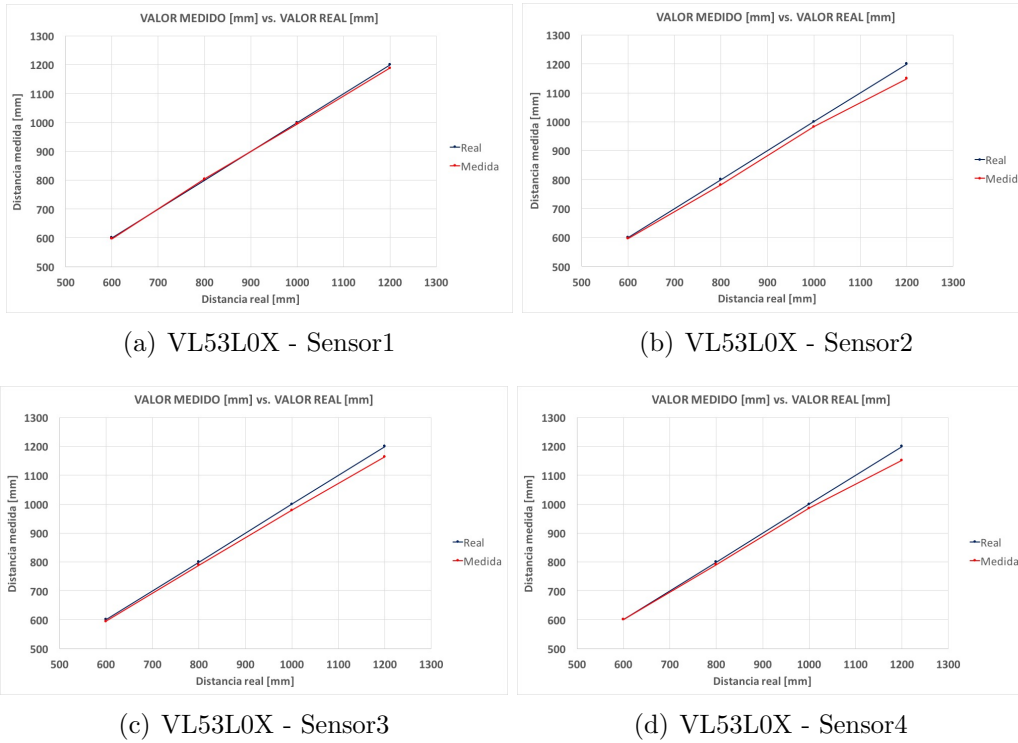 VALOR MEDIDO [mm] vs. VALOR REAL [mm]
1300
1200
1100
1000
900
800
700
600
500
Distancia medida [mm]
500 600 700 800 900 1000 1100 1200 1300
Distancia real [mm]
Real
Medida
(a) VL53L0X - Sensor1
VALOR MEDIDO [mm] vs. VALOR REAL [mm]
1300
1200
1100
1000
900
800
700
600
500
Distancia medida [mm]
500 600 700 800 900 1000 1100 1200 1300
Distancia real [mm]
Real
Medid
(b) VL53L0X - Sensor2
VALOR MEDIDO [mm] vs. VALOR REAL [mm]
1300
1200
1100
1000
900
800
700
600
500
Distancia medida [mm]
500 600 700 800 900 1000 1100 1200 1300
Distancia real [mm]
Real
Medida
(c) VL53L0X - Sensor3
VALOR MEDIDO [mm] vs. VALOR REAL [mm]
1300
1200
1100
1000
900
800
700
600
500
Distancia medida [mm]
500 600 700 800 900 1000 1100 1200 1300
Distancia real [mm]
Real
Medida
(d) VL53L0X - Sensor4